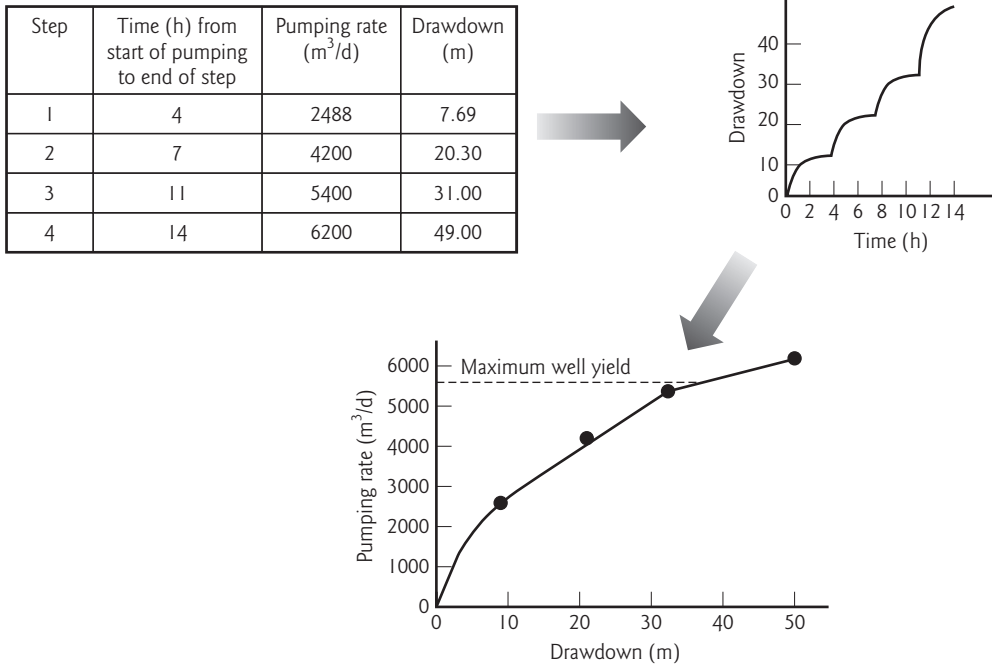 Step
Time (h) from
start of pumping
to end of step
Pumping rate
(m³/d)
Drawdown
(m)
1 4 2488 7.69
2 7 4200 20.30
3 11 5400 31.00
4 14 6200 49.00
Drawdown
40
30
20
10
0
0 2 4 6 8 10 12 14
Time (h)
Pumping rate (m³/d)
6000
Maximum well yield
5000
4000
3000
2000
1000
0
0 10 20 30 40 50
Drawdown (m)